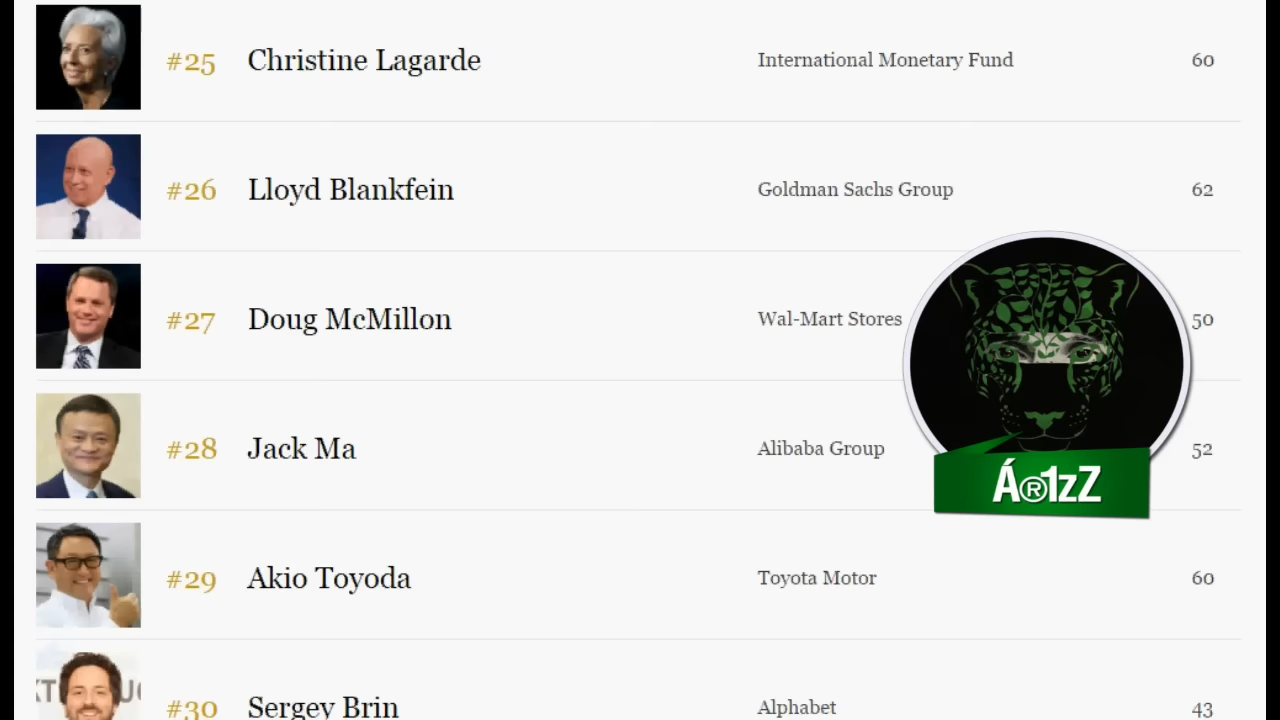 #25 Christine Lagarde International Monetary Fund 60
#26 Lloyd Blankfein Goldman Sachs Group 62
#27 Doug McMillon Wal-Mart Stores 50
#28 Jack Ma Alibaba Group 52
Á®1zZ
#29 Akio Toyoda Toyota Motor 60
#30 Sergey Brin Alphabet 43